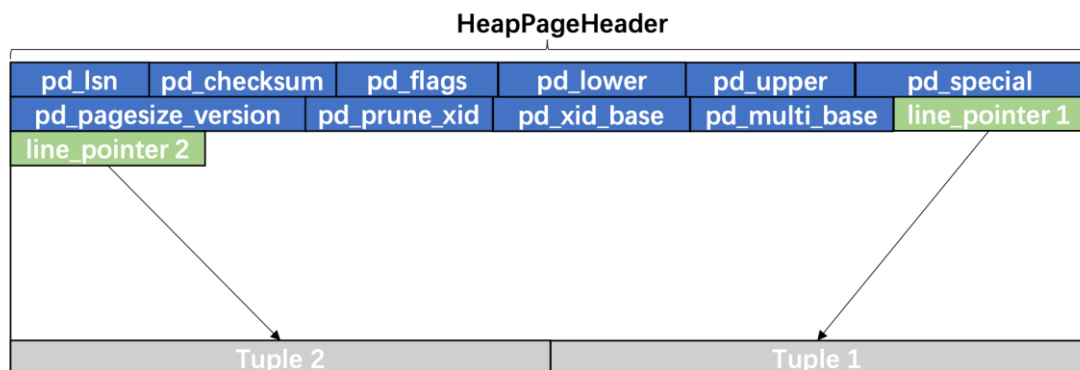 HeapPageHeader
pd_lsn pd_checksum pd_flags pd_lower pd_upper pd_special
pd_pagesize_version pd_prune_xid pd_xid_base pd_multi_base line_pointer 1
line_pointer 2
Tuple 2 Tuple 1